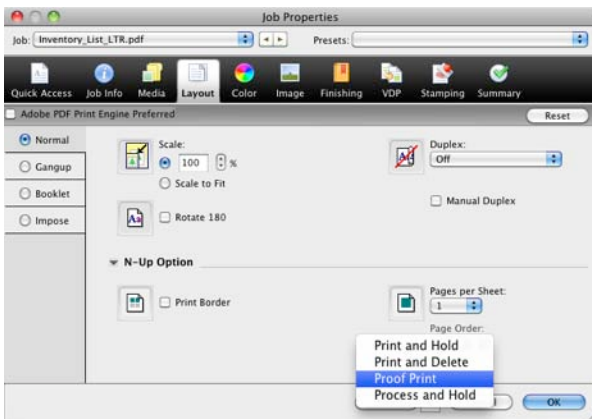 Job Properties
Job: Inventory_List_LTR.pdf Presets:
Quick Access Job Info Media Layout Color Image Finishing VDP Stamping Summary
Adobe PDF Print Engine Preferred Reset
Normal
Gangup
Booklet
Impose
Scale:
100 %
Scale to Fit
Rotate 180
Duplex:
Off
Manual Duplex
N-Up Option
Print Border
Pages per Sheet:
1
Page Order:
Print and Hold
Print and Delete
Proof Print
Process and Hold
OK